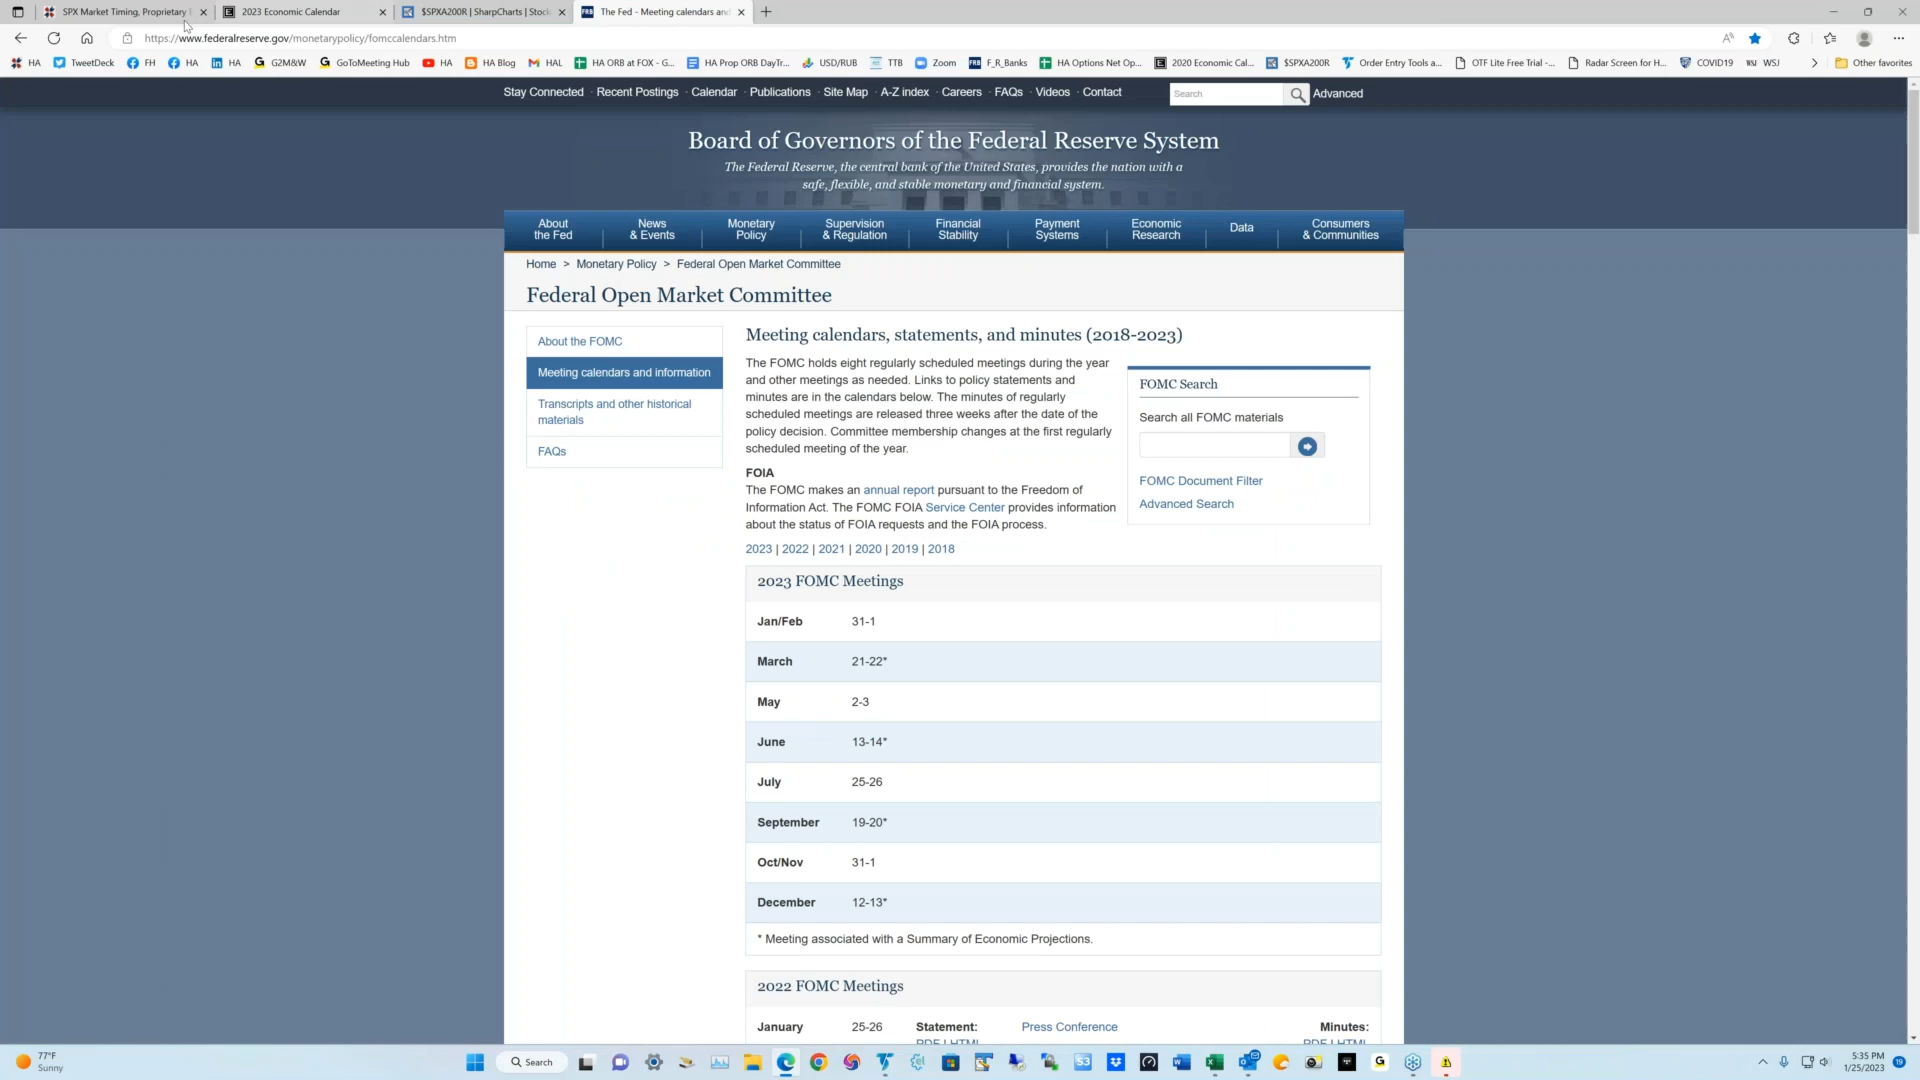 SPX Market Timing, Proprietary
2023 Economic Calendar
$SPXA200R | SharpCharts | Stock
The Fed - Meeting calendars and
https://www.federalreserve.gov/monetarypolicy/fomccalendars.htm
HA
TweetDeck
FH
HA
HA
G2M&W
GoToMeeting Hub
HA
HA Blog
HAL
HA ORB at FOX - G...
HA Prop ORB DayTr...
USD/RUB
TTB
Zoom
F_R_Banks
HA Options Net Op...
2020 Economic Cal...
$SPXA200R
Order Entry Tools a...
OTF Lite Free Trial -...
Radar Screen for H...
COVID19
WSJ
WSJ
Other favorites
Stay Connected · Recent Postings · Calendar · Publications · Site Map · A-Z index · Careers · FAQs · Videos · Contact
Search
Advanced
Board of Governors of the Federal Reserve System
The Federal Reserve, the central bank of the United States, provides the nation with a
safe, flexible, and stable monetary and financial system.
About
the Fed
News
& Events
Monetary
Policy
Supervision
& Regulation
Financial
Stability
Payment
Systems
Economic
Research
Data
Consumers
& Communities
Home > Monetary Policy > Federal Open Market Committee
Federal Open Market Committee
About the FOMC
Meeting calendars and information
Transcripts and other historical
materials
FAQs
Meeting calendars, statements, and minutes (2018-2023)
The FOMC holds eight regularly scheduled meetings during the year
and other meetings as needed. Links to policy statements and
minutes are in the calendars below. The minutes of regularly
scheduled meetings are released three weeks after the date of the
policy decision. Committee membership changes at the first regularly
scheduled meeting of the year.
FOIA
The FOMC makes an annual report pursuant to the Freedom of
Information Act. The FOMC FOIA Service Center provides information
about the status of FOIA requests and the FOIA process.
FOMC Search
Search all FOMC materials
FOMC Document Filter
Advanced Search
2023 | 2022 | 2021 | 2020 | 2019 | 2018
2023 FOMC Meetings
Jan/Feb 31-1
March 21-22*
May 2-3
June 13-14*
July 25-26
September 19-20*
Oct/Nov 31-1
December 12-13*
* Meeting associated with a Summary of Economic Projections.
2022 FOMC Meetings
January 25-26 Statement: Press Conference Minutes:
PDF | HTML PDF | HTML
77°F
Sunny
Search
5:35 PM
1/25/2023
19